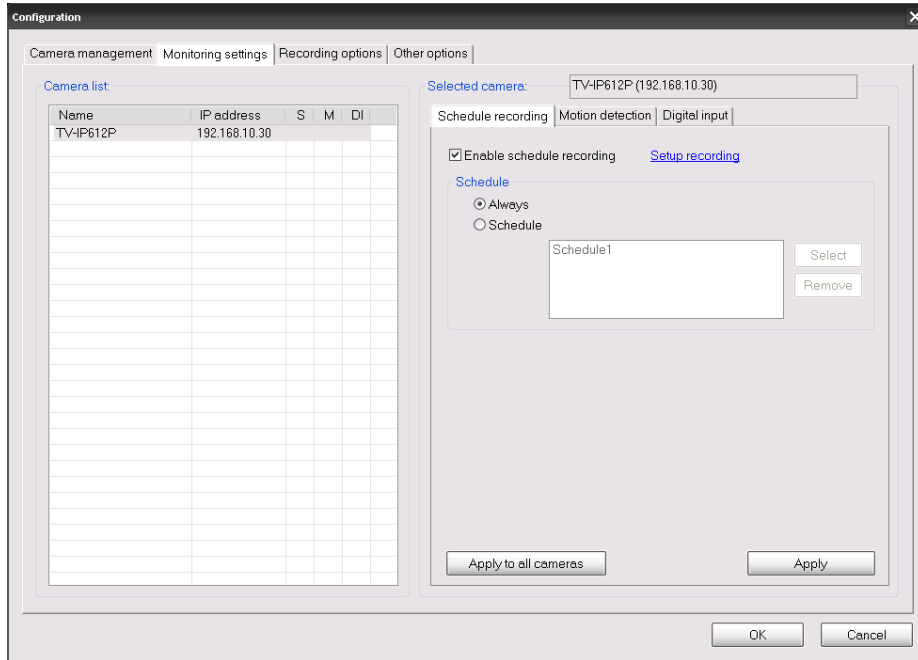 Configuration
Camera management Monitoring settings Recording options Other options
Camera list:
Name IP address S M DI
TV-IP612P 192.168.10.30
Selected camera: TV-IP612P (192.168.10.30)
Schedule recording Motion detection Digital input
Enable schedule recording Setup recording
Schedule
Always
Schedule
Schedule1
Select
Remove
Apply to all cameras Apply
OK Cancel